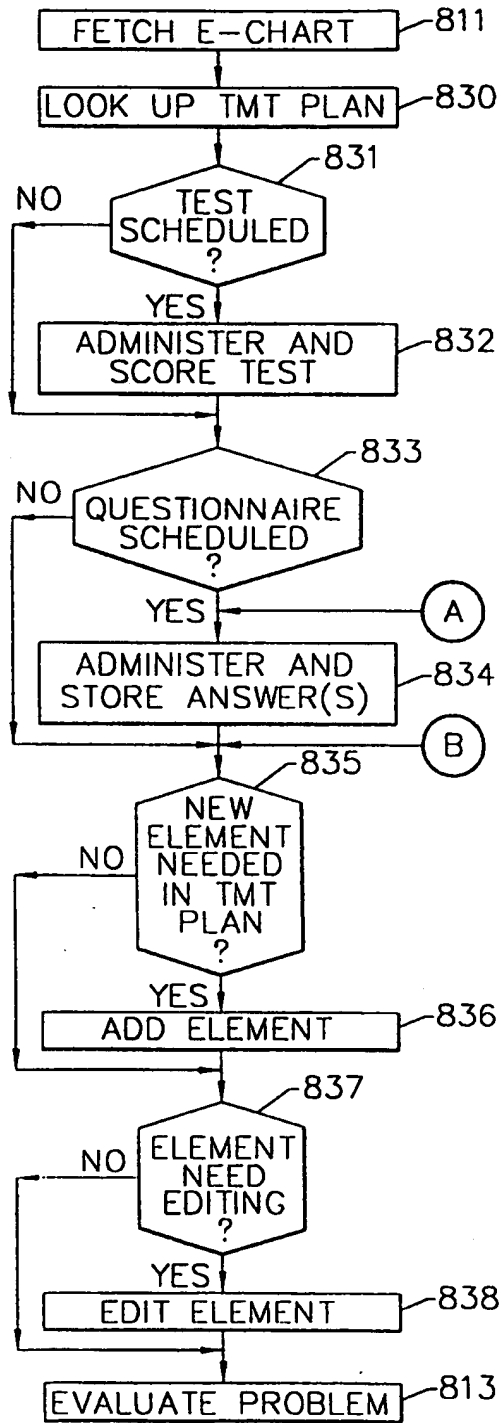 FETCH E-CHART 811
LOOK UP TMT PLAN 830
831
NO
TEST
SCHEDULED
?
YES
ADMINISTER AND
SCORE TEST
832
833
NO
QUESTIONNAIRE
SCHEDULED
?
YES
A
ADMINISTER AND
STORE ANSWER(S)
834
B
835
NEW
ELEMENT
NEEDED
IN TMT
PLAN
?
NO
YES
ADD ELEMENT 836
837
NO
ELEMENT
NEED
EDITING
?
YES
EDIT ELEMENT 838
EVALUATE PROBLEM 813